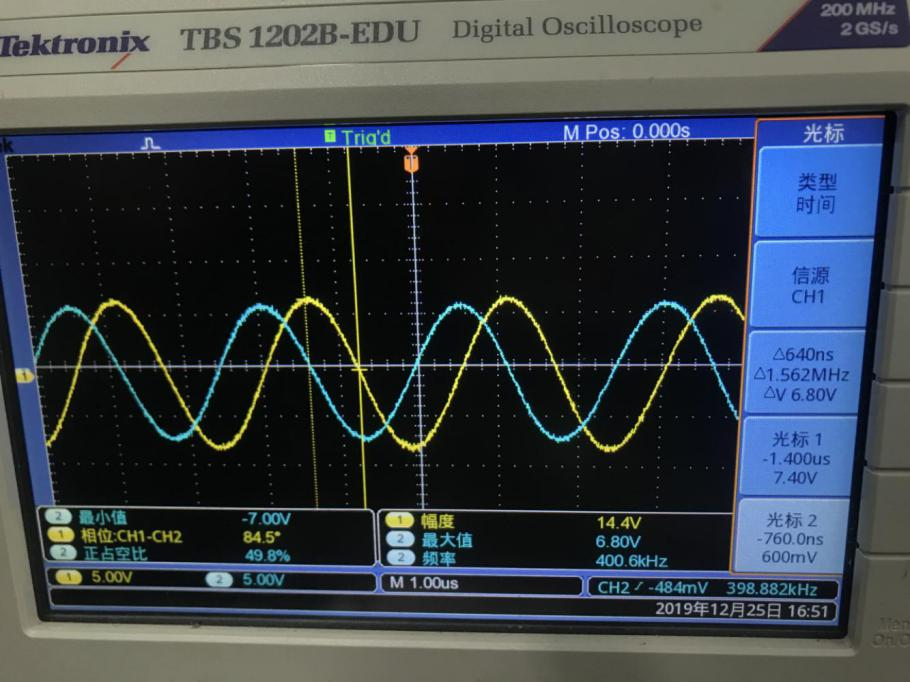 Tektronix TBS 1202B-EDU Digital Oscilloscope 200 MHz
2 GS/s
k T Trig'd M Pos: 0.000s 光标
T
类型
时间
信源
CH1
1
△640ns
△1.562MHz
△V 6.80V
光标 1
-1.400us
7.40V
光标 2
-760.0ns
600mV
2 最小值 -7.00V
1 相位:CH1-CH2 84.5°
2 正占空比 49.8%
1 幅度 14.4V
2 最大值 6.80V
2 频率 400.6kHz
1 5.00V 2 5.00V M 1.00us CH2 -484mV 398.882kHz
2019年12月25日 16:51
On/O